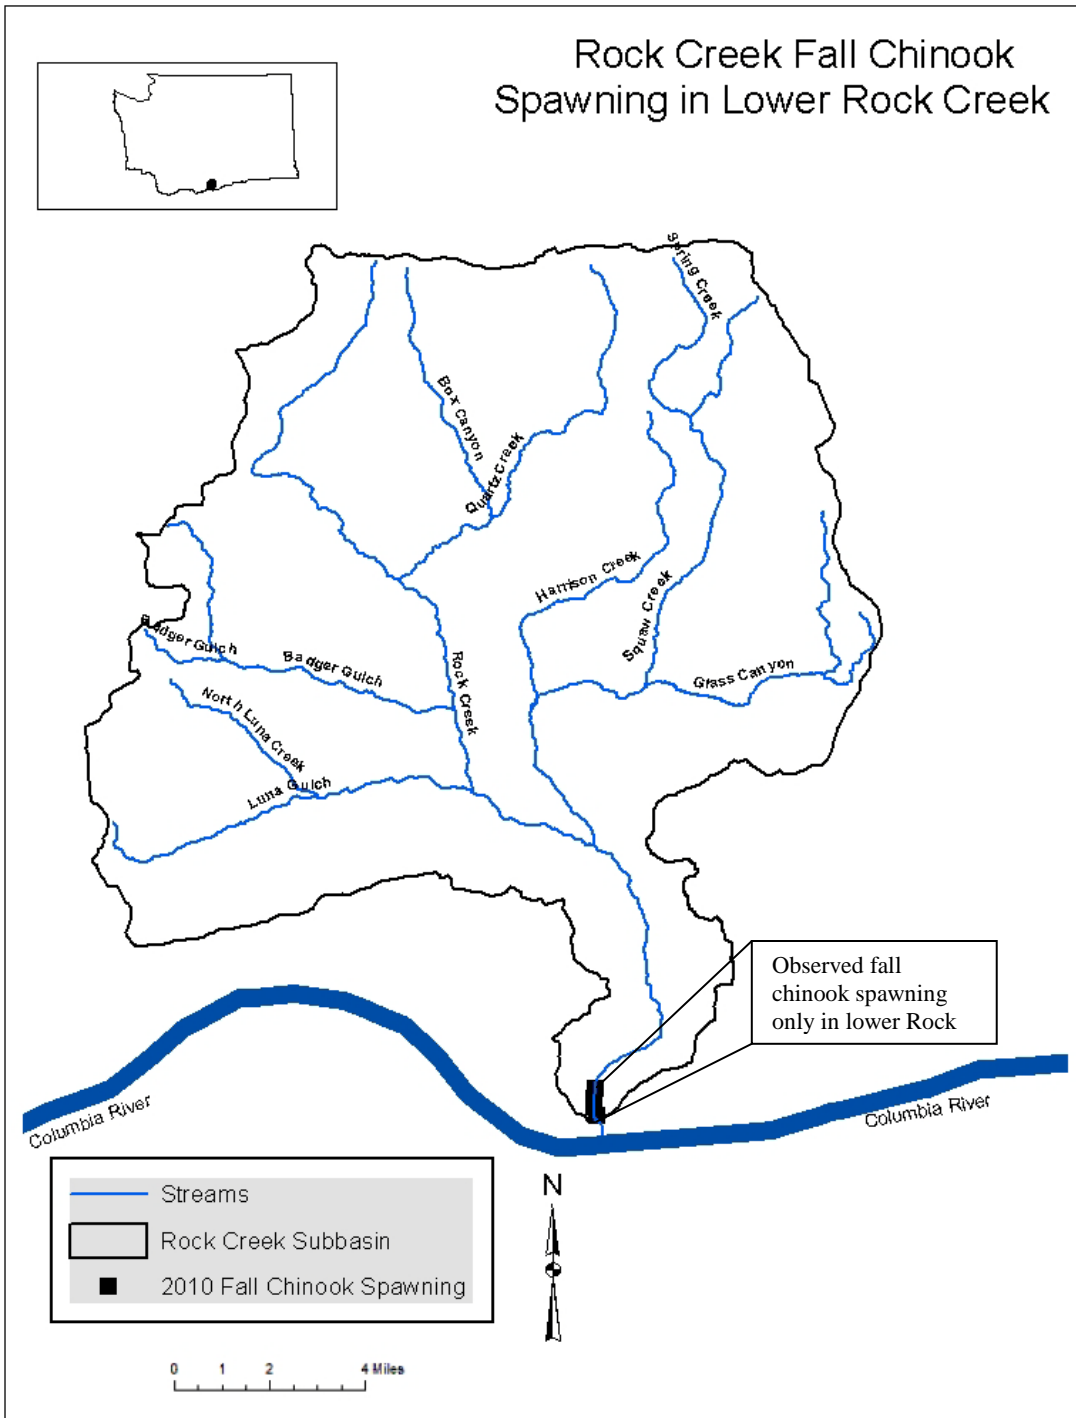 Rock Creek Fall Chinook
Spawning in Lower Rock Creek
Spring Creek
Box Canyon
Quartz Creek
Harrison Creek
Squaw Creek
Badger Gulch
Badger Gulch
Rock Creek
Grass Canyon
North Luna Creek
Luna Gulch
Observed fall
chinook spawning
only in lower Rock
Columbia River
Columbia River
N
Streams
Rock Creek Subbasin
2010 Fall Chinook Spawning
0 1 2 4 Miles